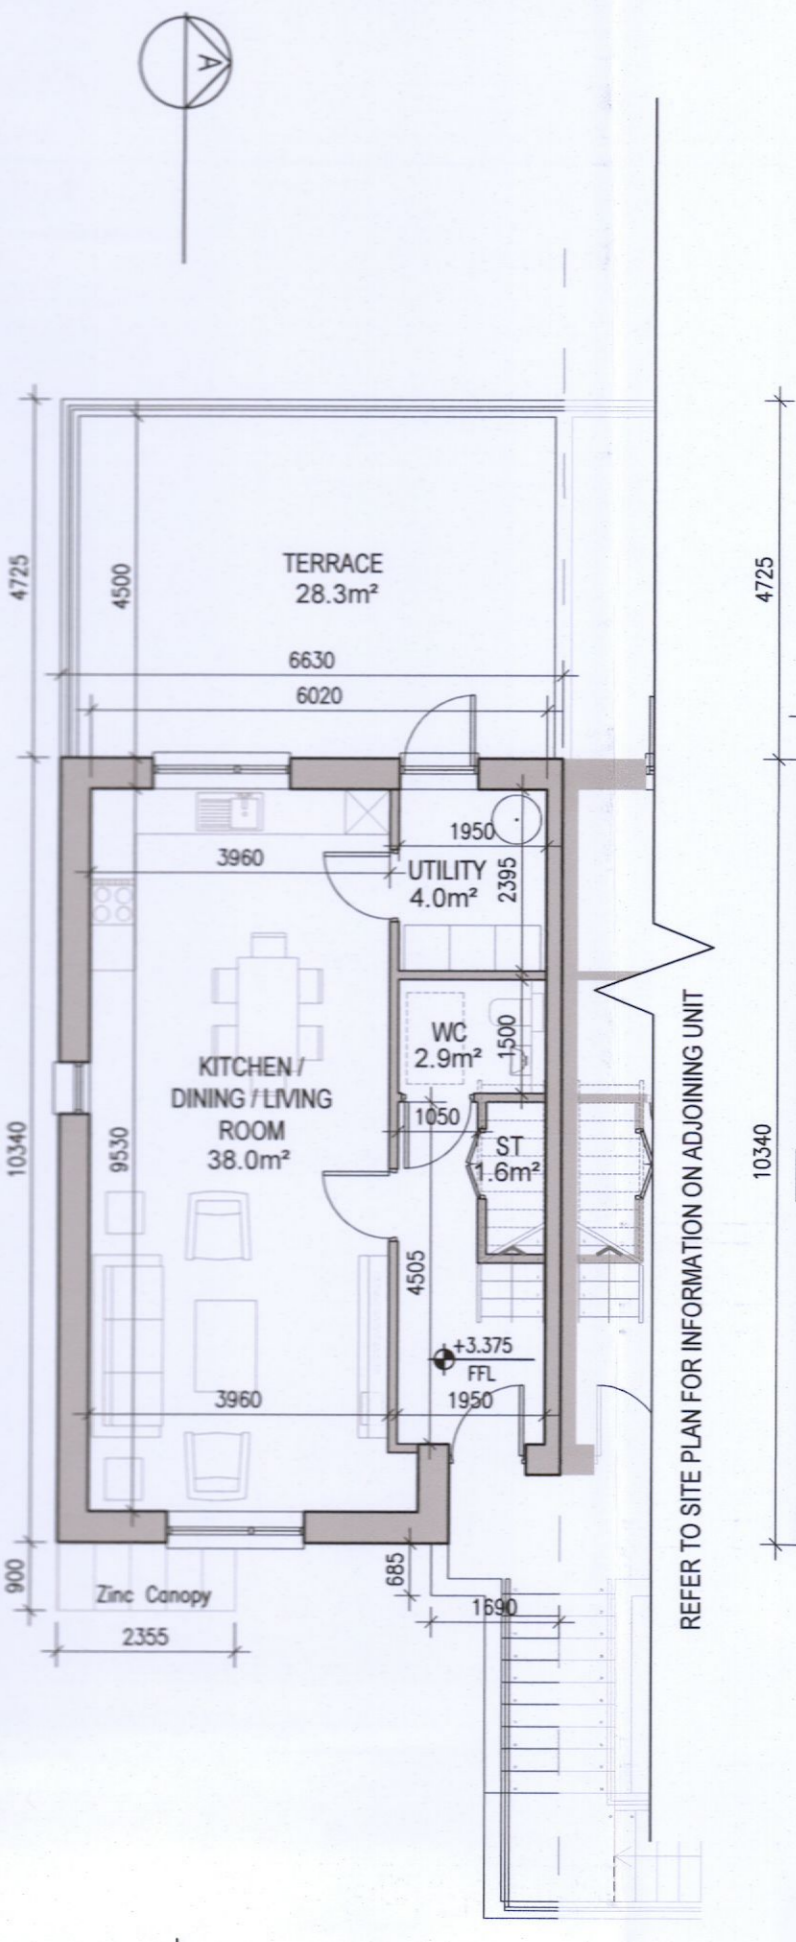 A
TERRACE
28.3m²
4725
4500
4725
6630
6020
3960
1950
UTILITY
4.0m²
2395
WC
2.9m²
1500
KITCHEN /
DINING / LIVING
ROOM
38.0m²
1050
ST
1.6m²
10340
9530
10340
4505
+3.375
FFL
3960
1950
REFER TO SITE PLAN FOR INFORMATION ON ADJOINING UNIT
900
685
Zinc Canopy
1690
2355